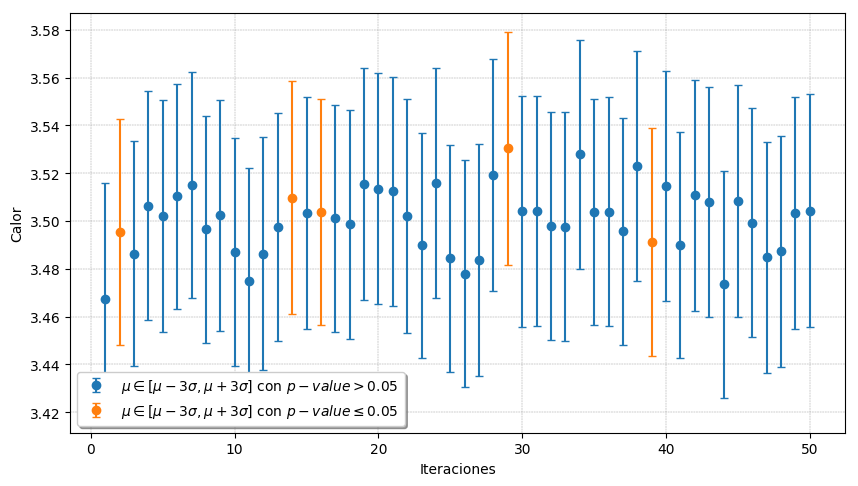 3.58
3.56
3.54
3.52
3.50
3.48
3.46
3.44
3.42
Calor
μ ∈ [μ − 3σ, μ + 3σ] con p − value > 0.05
μ ∈ [μ − 3σ, μ + 3σ] con p − value ≤ 0.05
0 10 20 30 40 50
Iteraciones